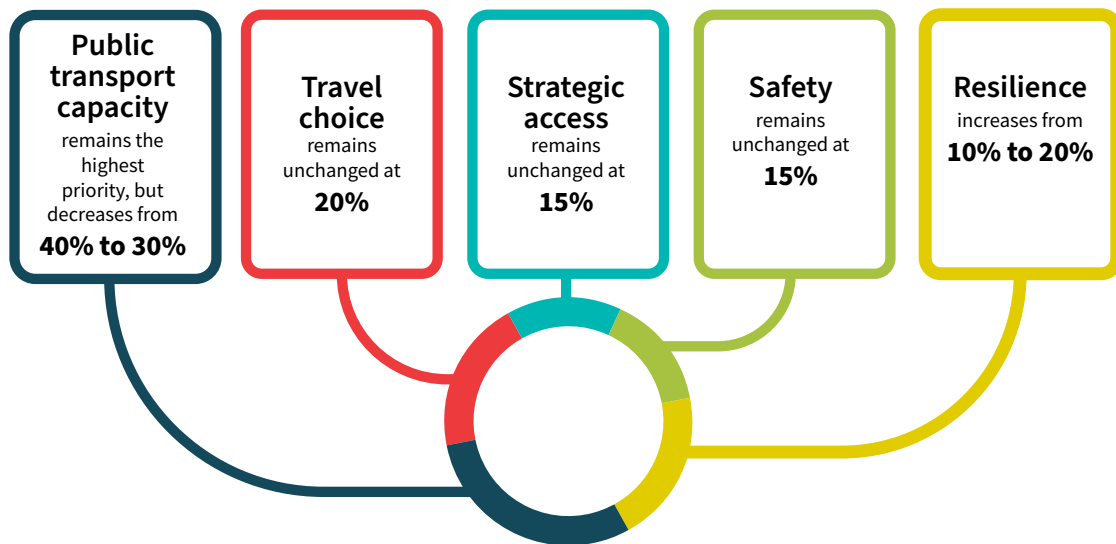 Public
transport
capacity
remains the
highest
priority, but
decreases from
40% to 30%
Travel
choice
remains
unchanged at
20%
Strategic
access
remains
unchanged at
15%
Safety
remains
unchanged at
15%
Resilience
increases from
10% to 20%